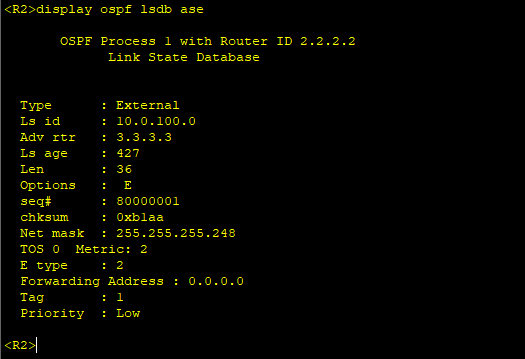 <R2>display ospf lsdb ase
OSPF Process 1 with Router ID 2.2.2.2
Link State Database
Type      : External
Ls id     : 10.0.100.0
Adv rtr   : 3.3.3.3
Ls age    : 427
Len       : 36
Options   :  E
seq#      : 80000001
chksum    : 0xb1aa
Net mask  : 255.255.255.248
TOS 0  Metric: 2
E type    : 2
Forwarding Address : 0.0.0.0
Tag       : 1
Priority  : Low
<R2>